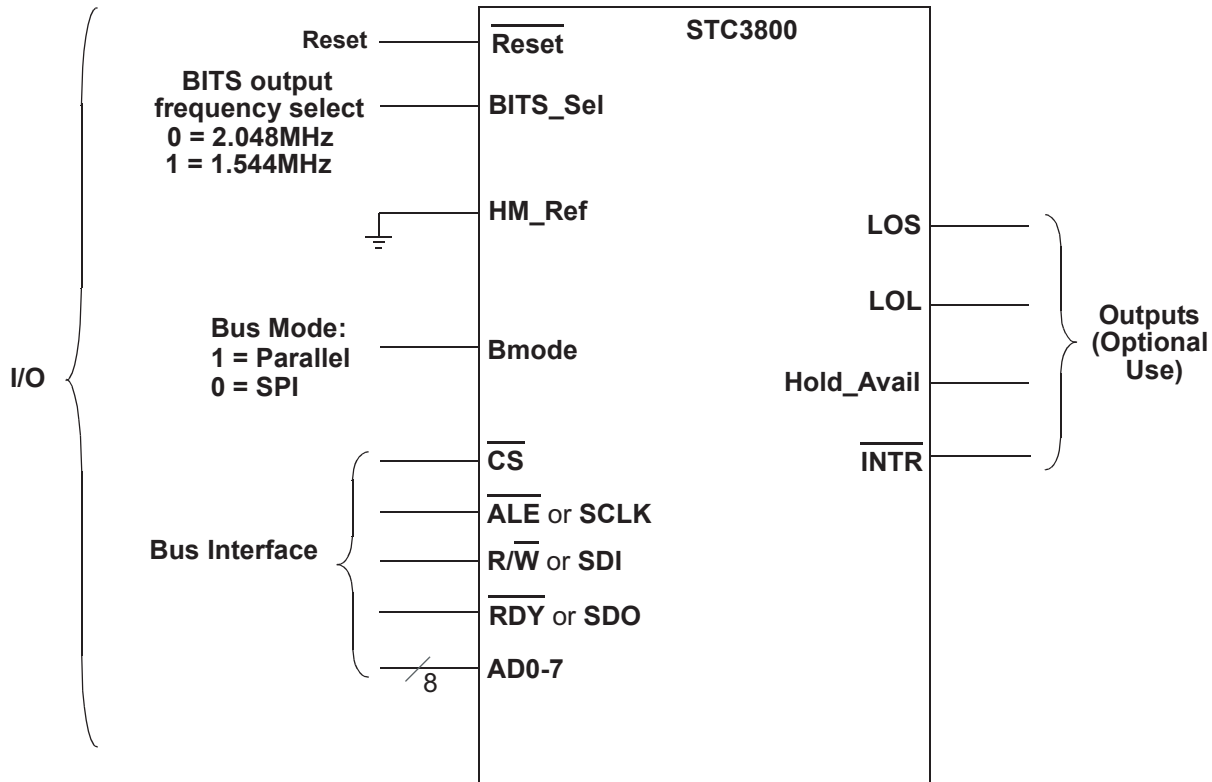 STC3800
Reset
Reset
BITS output
frequency select
0 = 2.048MHz
1 = 1.544MHz
BITS_Sel
HM_Ref
Bus Mode:
1 = Parallel
0 = SPI
Bmode
I/O
Bus Interface
CS
ALE or SCLK
R/W or SDI
RDY or SDO
AD0-7
8
LOS
LOL
Hold_Avail
INTR
Outputs
(Optional
Use)